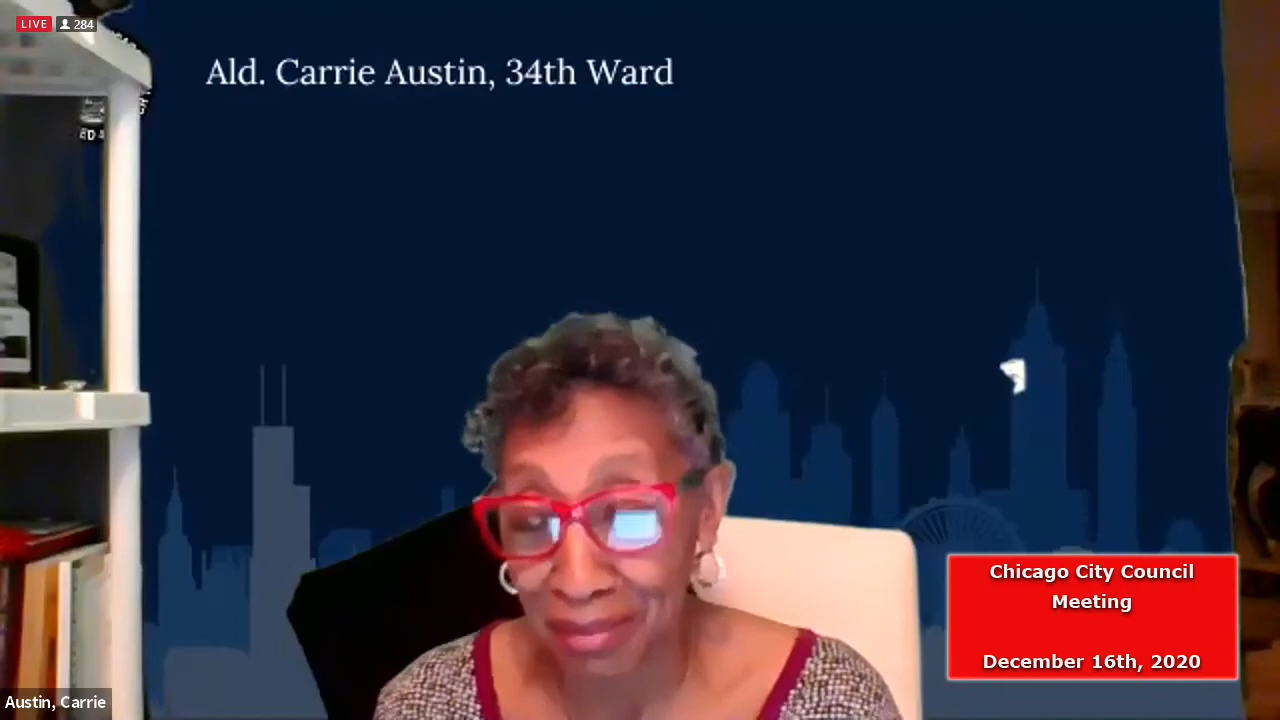 LIVE 284
Ald. Carrie Austin, 34th Ward
Chicago City Council
Meeting
December 16th, 2020
Austin, Carrie